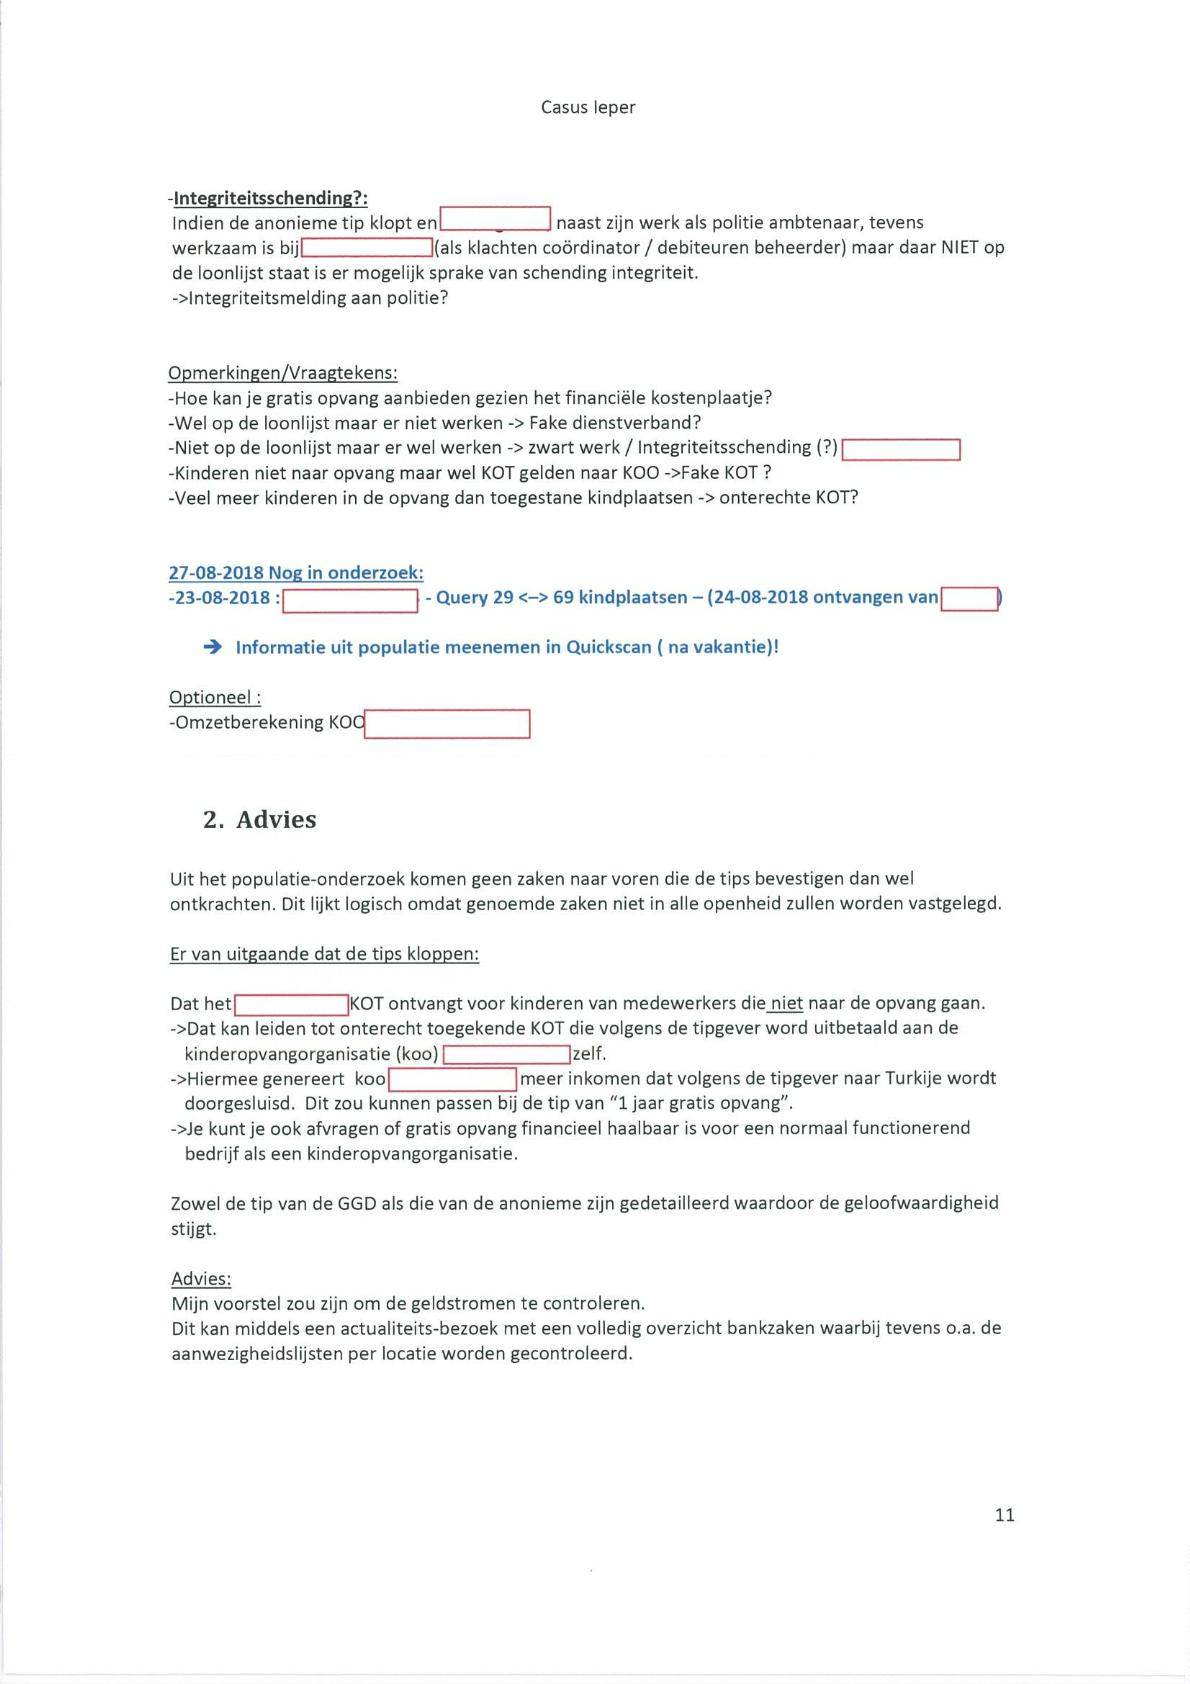 Casus Ieper
-Integriteitsschending?:
Indien de anonieme tip klopt en naast zijn werk als politie ambtenaar, tevens
werkzaam is bij (als klachten coördinator / debiteuren beheerder) maar daar NIET op
de loonlijst staat is er mogelijk sprake van schending integriteit.
->Integriteitsmelding aan politie?
Opmerkingen/Vraagtekens:
-Hoe kan je gratis opvang aanbieden gezien het financiële kostenplaatje?
-Wel op de loonlijst maar er niet werken -> Fake dienstverband?
-Niet op de loonlijst maar er wel werken -> zwart werk / Integriteitsschending (?)
-Kinderen niet naar opvang maar wel KOT gelden naar KOO ->Fake KOT ?
-Veel meer kinderen in de opvang dan toegestane kindplaatsen -> onterechte KOT?
27-08-2018 Nog in onderzoek:
-23-08-2018 : - Query 29 <–> 69 kindplaatsen – (24-08-2018 ontvangen van )
➔ Informatie uit populatie meenemen in Quickscan ( na vakantie)!
Optioneel :
-Omzetberekening KOO
2. Advies
Uit het populatie-onderzoek komen geen zaken naar voren die de tips bevestigen dan wel
ontkrachten. Dit lijkt logisch omdat genoemde zaken niet in alle openheid zullen worden vastgelegd.
Er van uitgaande dat de tips kloppen:
Dat het KOT ontvangt voor kinderen van medewerkers die niet naar de opvang gaan.
->Dat kan leiden tot onterecht toegekende KOT die volgens de tipgever word uitbetaald aan de
kinderopvangorganisatie (koo) zelf.
->Hiermee genereert koo meer inkomen dat volgens de tipgever naar Turkije wordt
doorgesluisd. Dit zou kunnen passen bij de tip van “1 jaar gratis opvang”.
->Je kunt je ook afvragen of gratis opvang financieel haalbaar is voor een normaal functionerend
bedrijf als een kinderopvangorganisatie.
Zowel de tip van de GGD als die van de anonieme zijn gedetailleerd waardoor de geloofwaardigheid
stijgt.
Advies:
Mijn voorstel zou zijn om de geldstromen te controleren.
Dit kan middels een actualiteits-bezoek met een volledig overzicht bankzaken waarbij tevens o.a. de
aanwezigheidslijsten per locatie worden gecontroleerd.
11